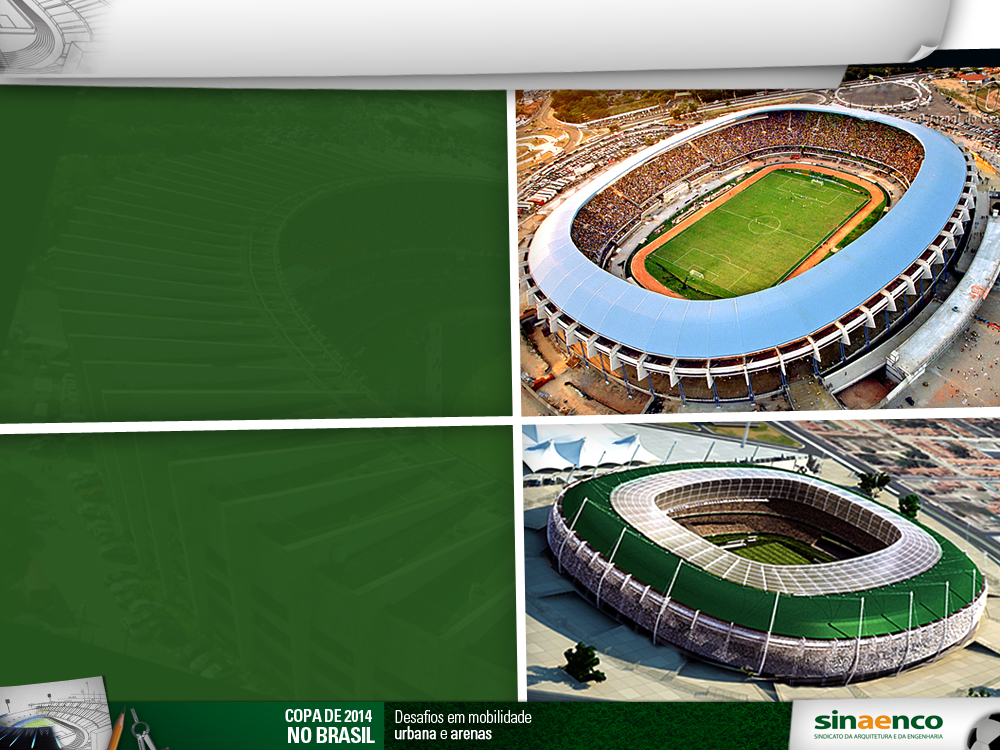 COPA DE 2014
NO BRASIL
Desafios em mobilidade
urbana e arenas
sinaenco
SINDICATO DA ARQUITETURA E DA ENGENHARIA